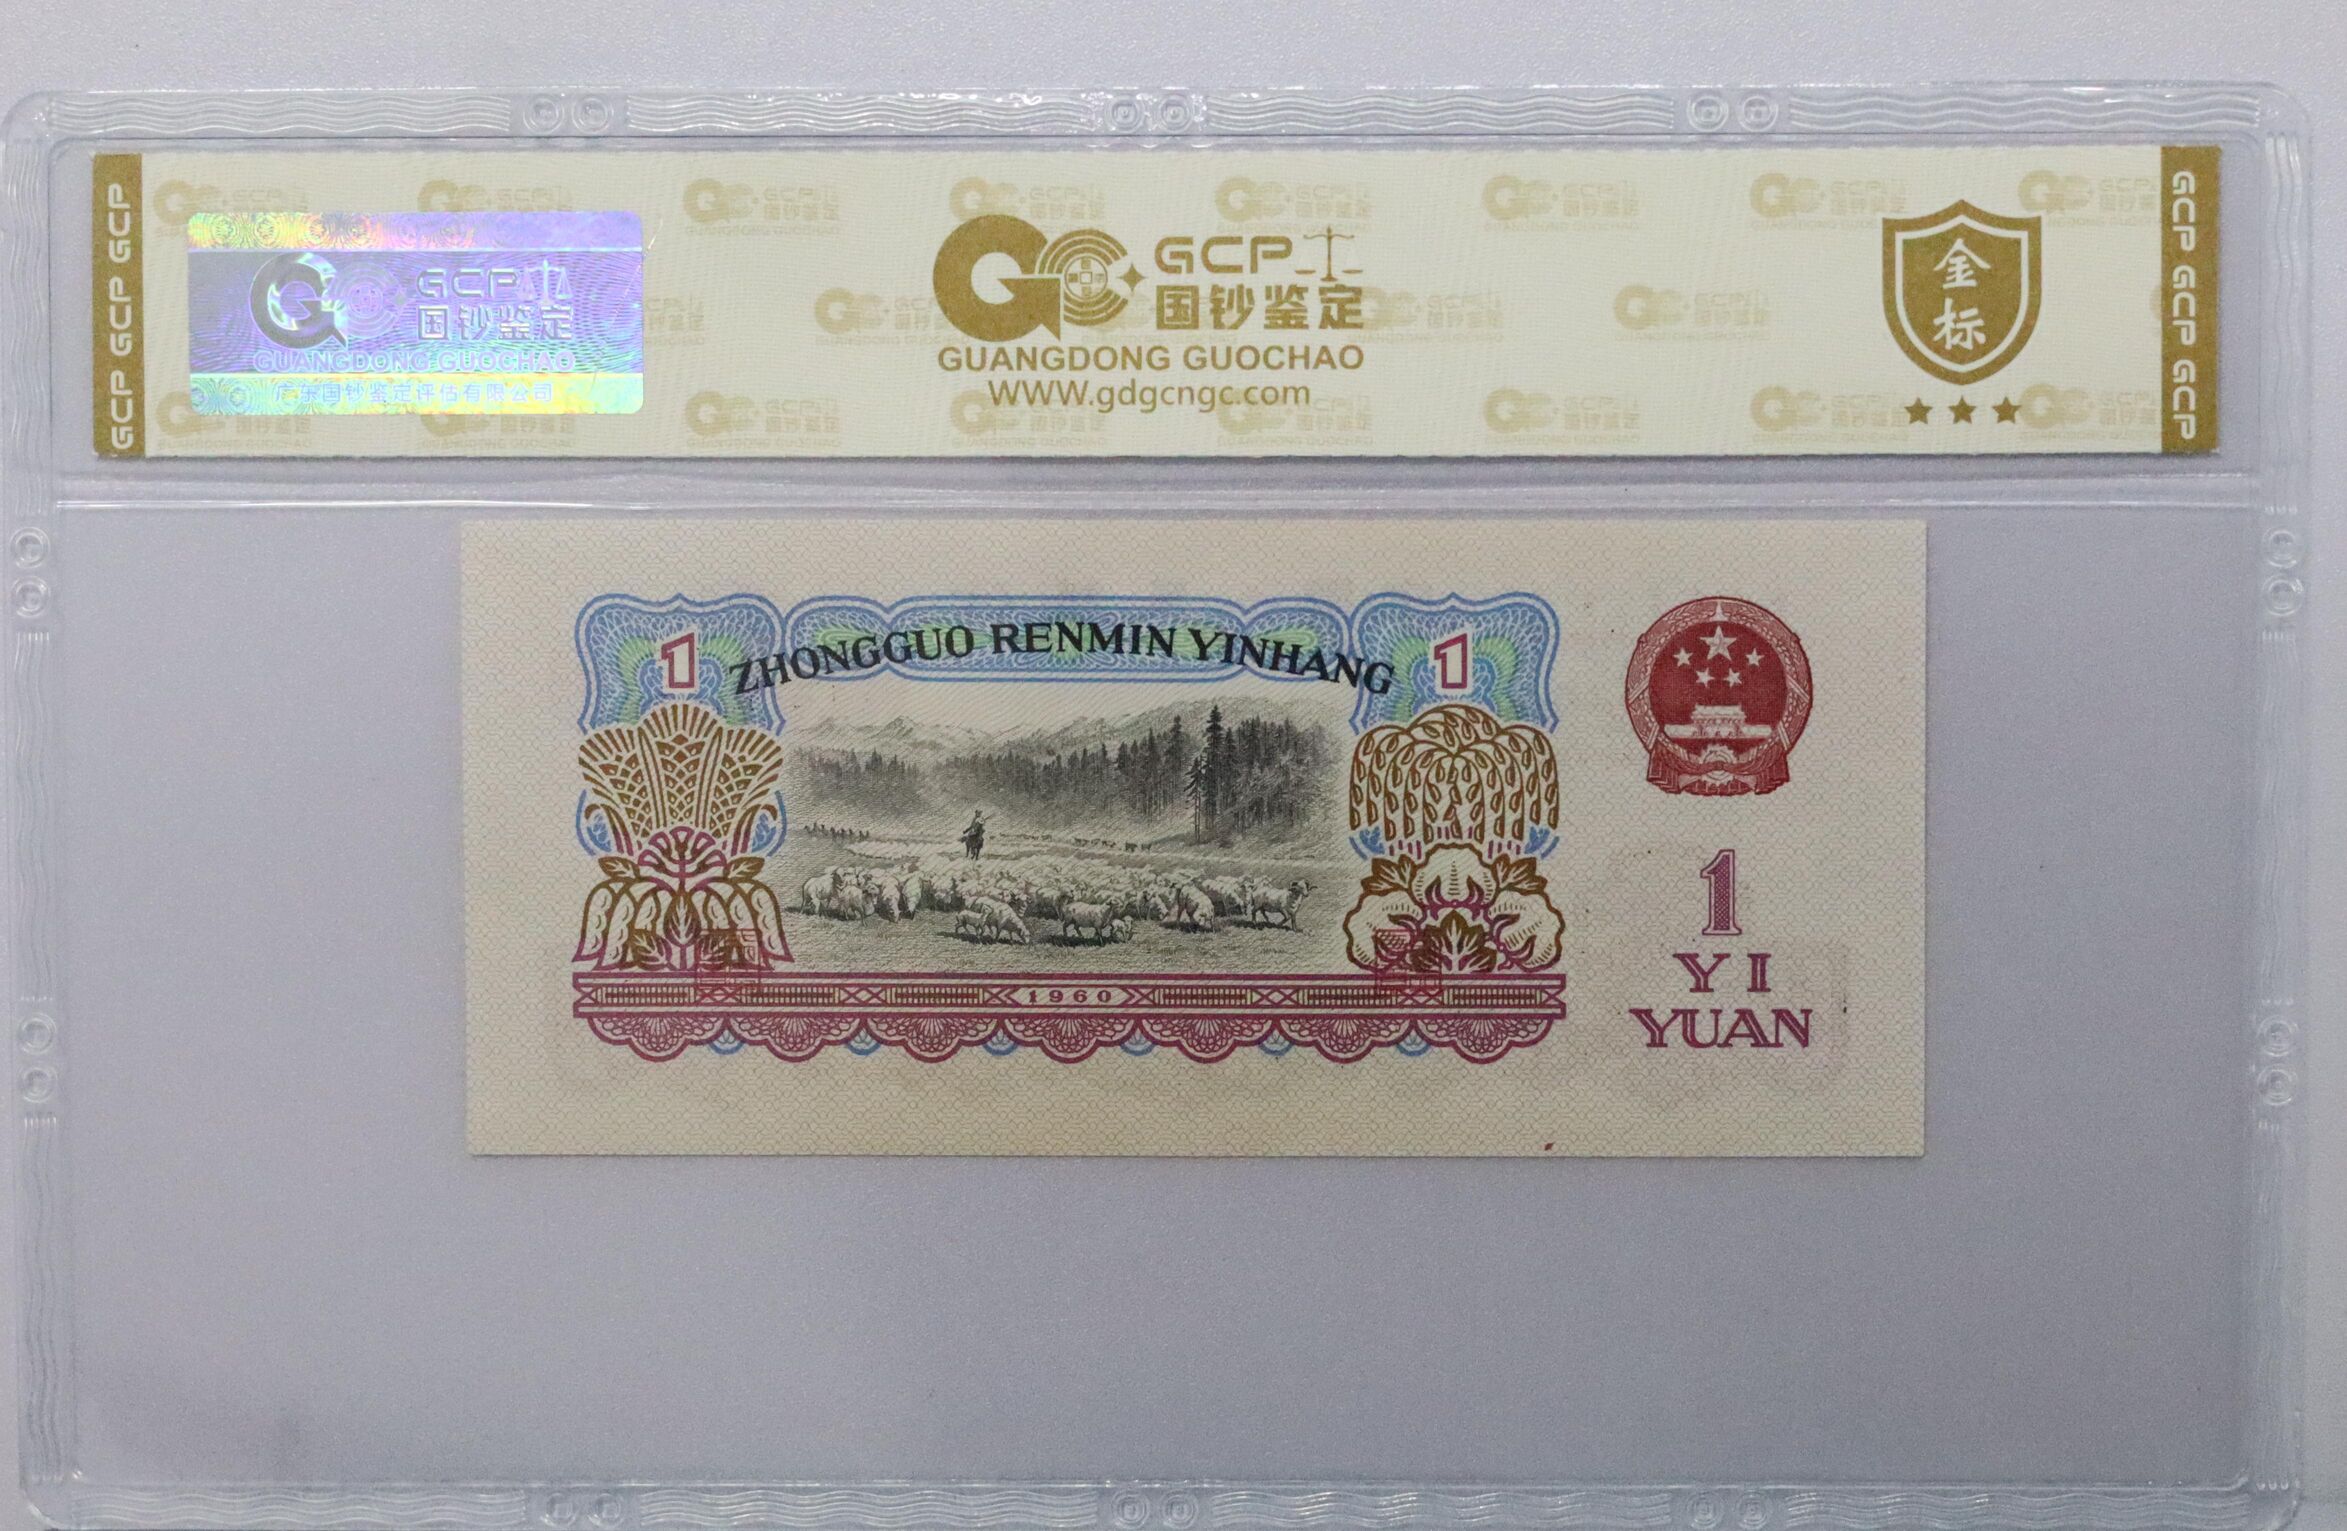 GCP GCP GCP
GCP
国钞鉴定
GUANGDONG GUOCHAO
广东国钞鉴定评估有限公司
GCP
国钞鉴定
GUANGDONG GUOCHAO
WWW.gdgcngc.com
金标
GCP GCP GCP
ZHONGGUO RENMIN YINHANG
1
1
1960
1
YI
YUAN